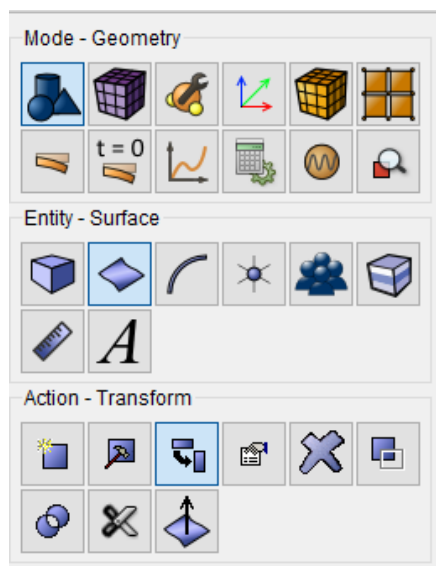 Mode - Geometry
t = 0
Entity - Surface
A
Action - Transform